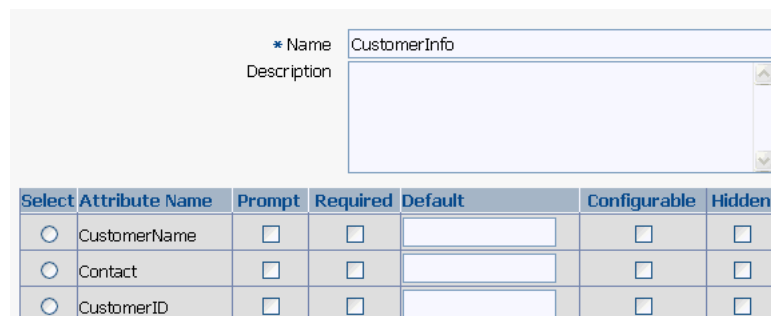 * Name CustomerInfo
Description
Select Attribute Name Prompt Required Default Configurable Hidden
CustomerName
Contact
CustomerID